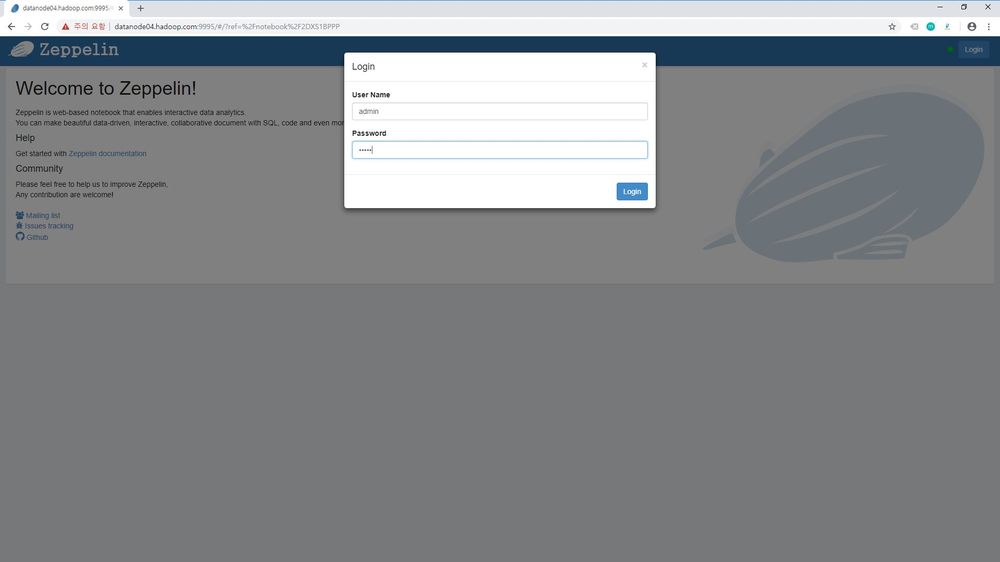 datanode04.hadoop.com:9995/
주의 요함
datanode04.hadoop.com:9995/#/?ref=%2Fnotebook%2F2DXS1BPPP
m
Zeppelin
Login
Login
×
User Name
admin
Password
•••••
Login
Welcome to Zeppelin!
Zeppelin is web-based notebook that enables interactive data analytics.
You can make beautiful data-driven, interactive, collaborative document with SQL, code and even mor
Help
Get started with Zeppelin documentation
Community
Please feel free to help us to improve Zeppelin,
Any contribution are welcome!
Mailing list
Issues tracking
Github